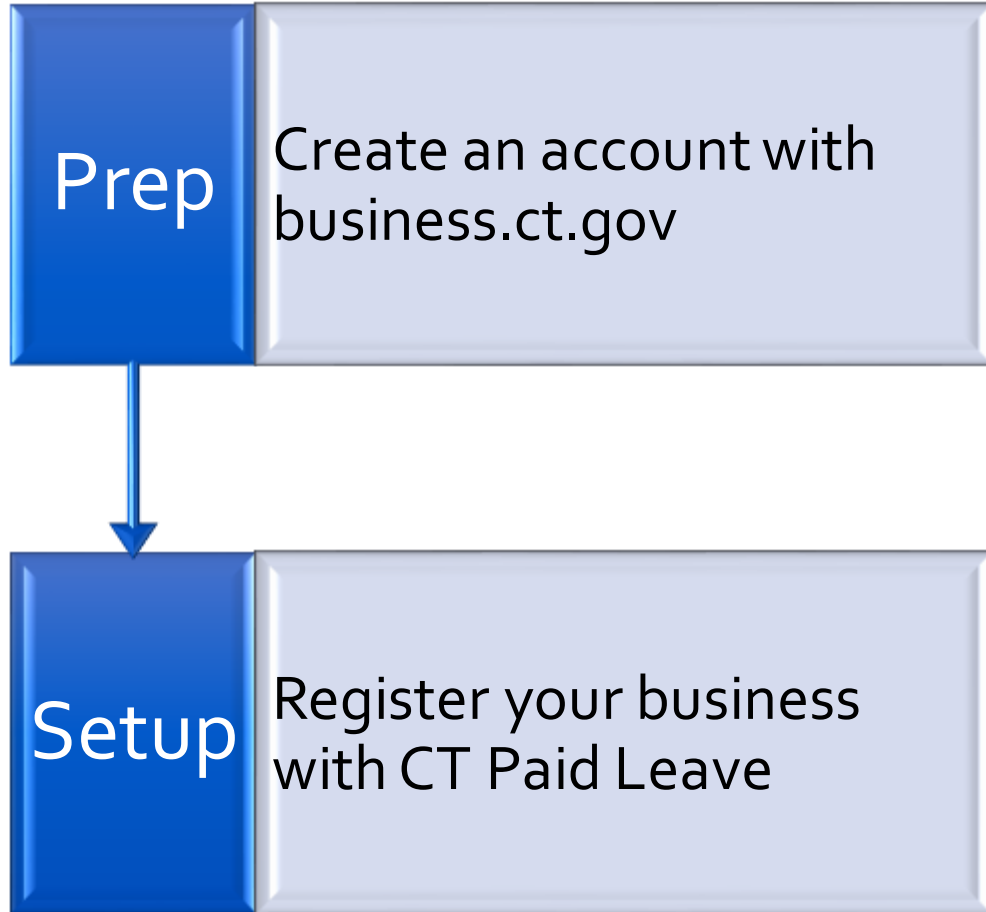 Prep
Create an account with
business.ct.gov
Setup
Register your business
with CT Paid Leave